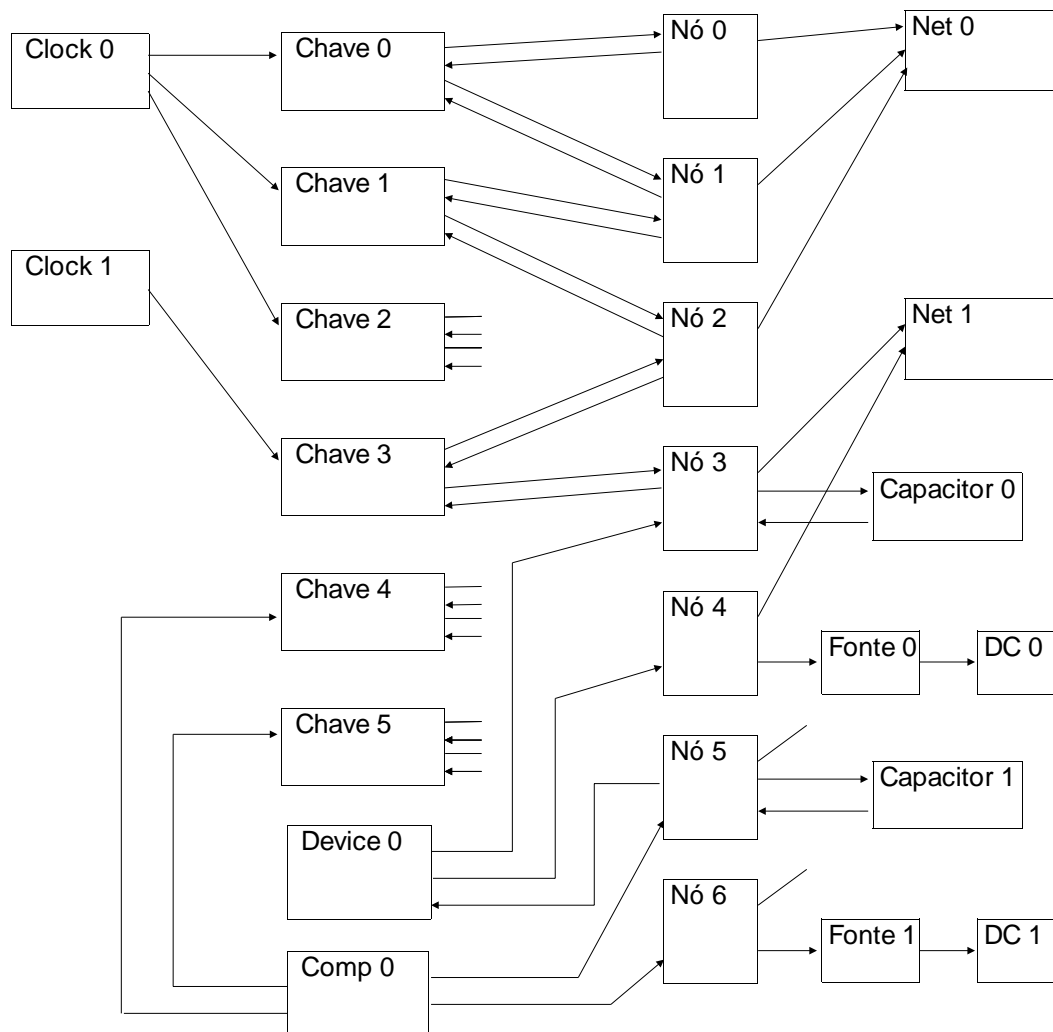 Clock 0
Chave 0
Nó 0
Net 0
Chave 1
Nó 1
Clock 1
Chave 2
Nó 2
Net 1
Chave 3
Nó 3
Capacitor 0
Chave 4
Nó 4
Fonte 0
DC 0
Chave 5
Nó 5
Capacitor 1
Device 0
Nó 6
Fonte 1
DC 1
Comp 0